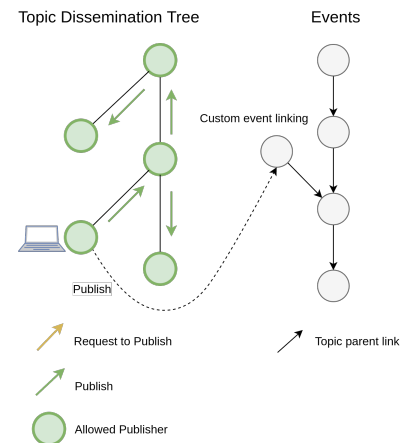 Topic Dissemination Tree
Events
Custom event linking
Publish
Request to Publish
Topic parent link
Publish
Allowed Publisher